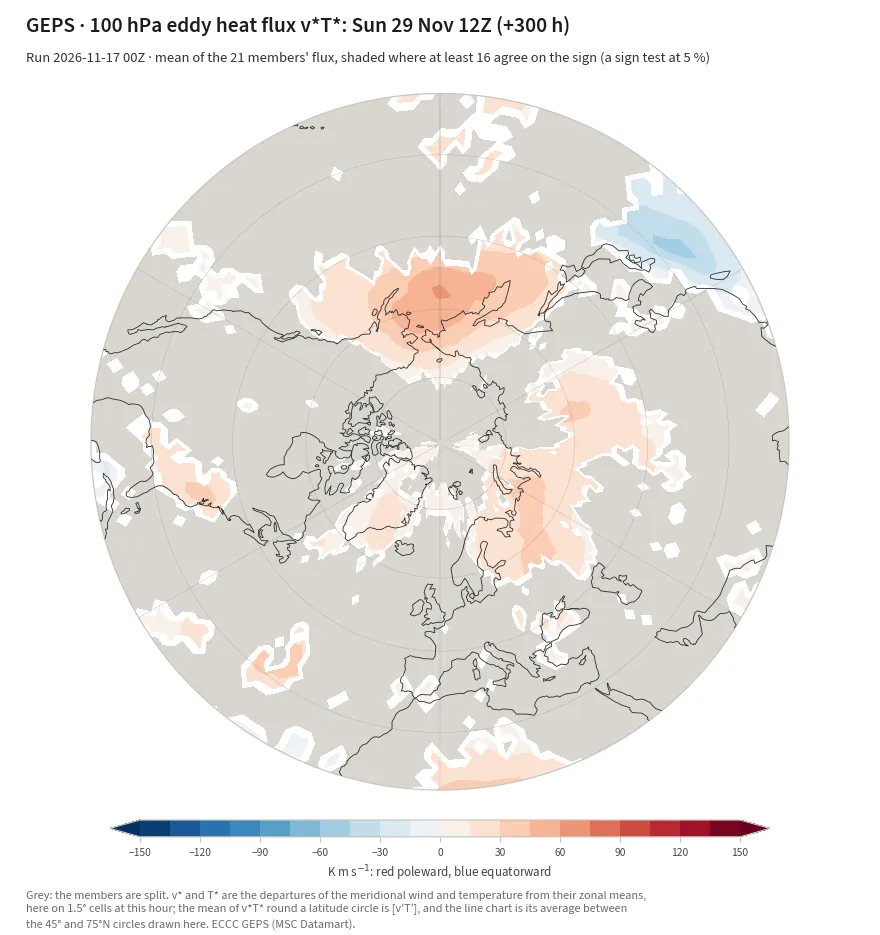 GEPS · 100 hPa eddy heat flux v*T*: Sun 29 Nov 12Z (+300 h)
Run 2026-11-17 00Z · mean of the 21 members' flux, shaded where at least 16 agree on the sign (a sign test at 5 %)
−150 −120 −90 −60 −30 0 30 60 90 120 150
K m s⁻¹: red poleward, blue equatorward
Grey: the members are split. v* and T* are the departures of the meridional wind and temperature from their zonal means,
here on 1.5° cells at this hour; the mean of v*T* round a latitude circle is [v′T′], and the line chart is its average between
the 45° and 75°N circles drawn here. ECCC GEPS (MSC Datamart).